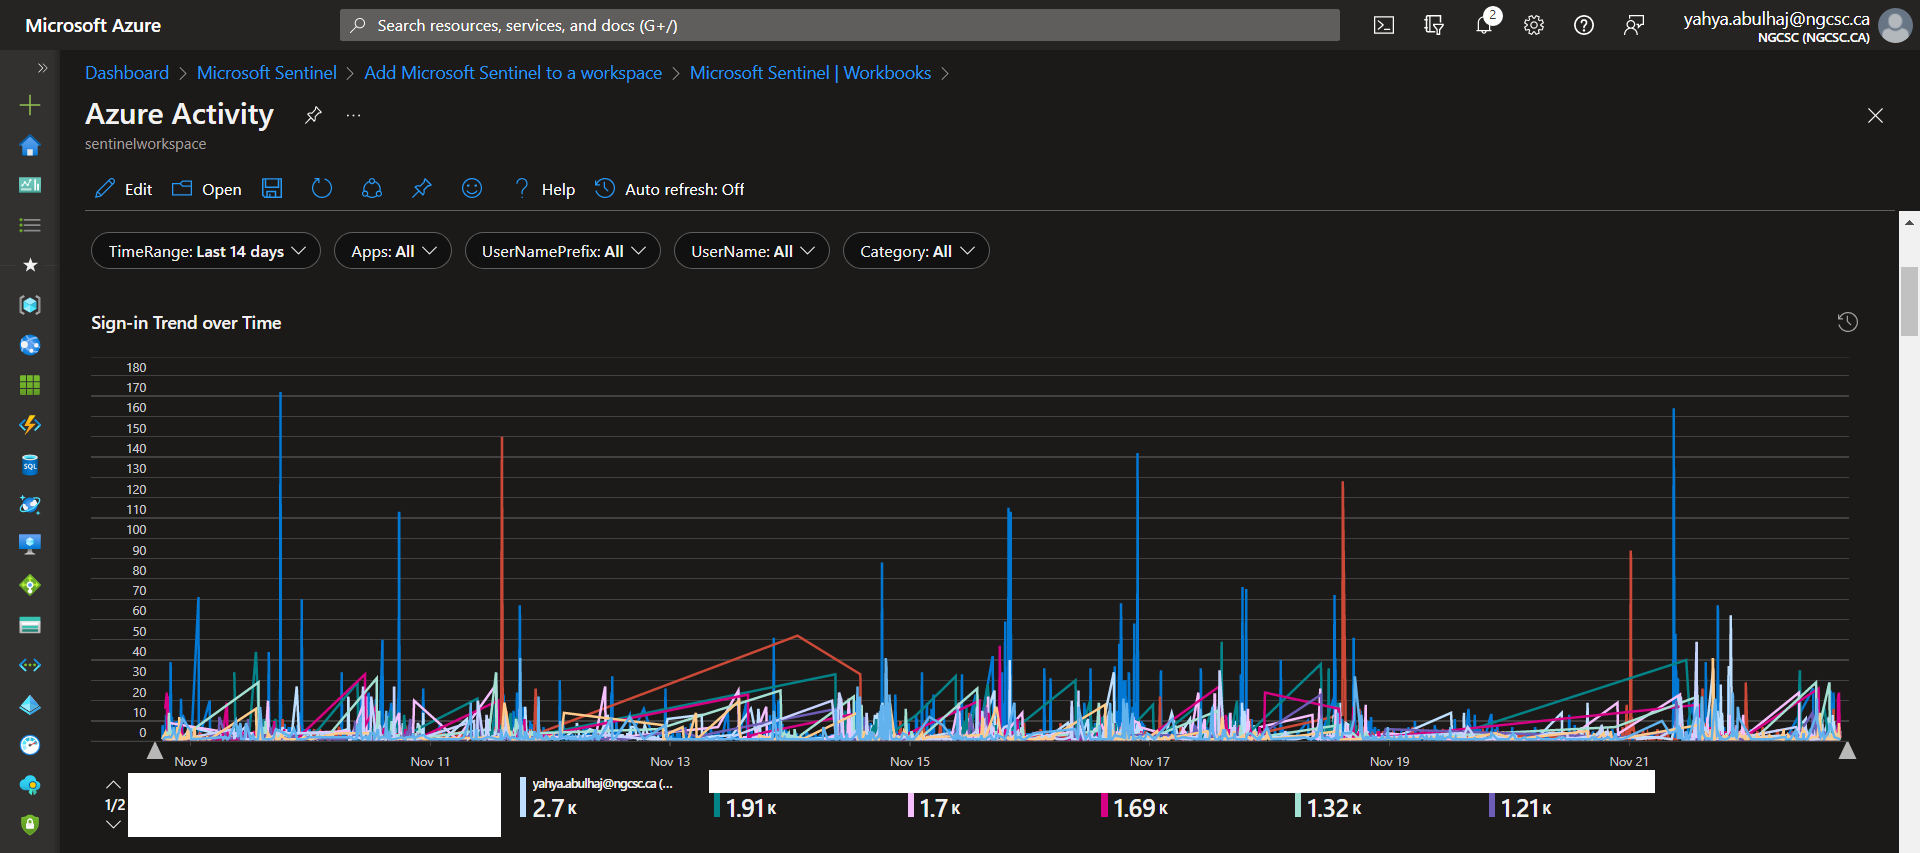 Microsoft Azure
Search resources, services, and docs (G+/)
2
yahya.abulhaj@ngcsc.ca
NGCSC (NGCSC.CA)
Dashboard > Microsoft Sentinel > Add Microsoft Sentinel to a workspace > Microsoft Sentinel | Workbooks >
Azure Activity
...
sentinelworkspace
Edit Open ? Help Auto refresh: Off
TimeRange: Last 14 days Apps: All UserNamePrefix: All UserName: All Category: All
Sign-in Trend over Time
180
170
160
150
140
130
120
110
100
90
80
70
60
50
40
30
20
10
0
Nov 9 Nov 11 Nov 13 Nov 15 Nov 17 Nov 19 Nov 21
1/2
yahya.abulhaj@ngcsc.ca (...
2.7 K 1.91 K 1.7 K 1.69 K 1.32 K 1.21 K
SQL